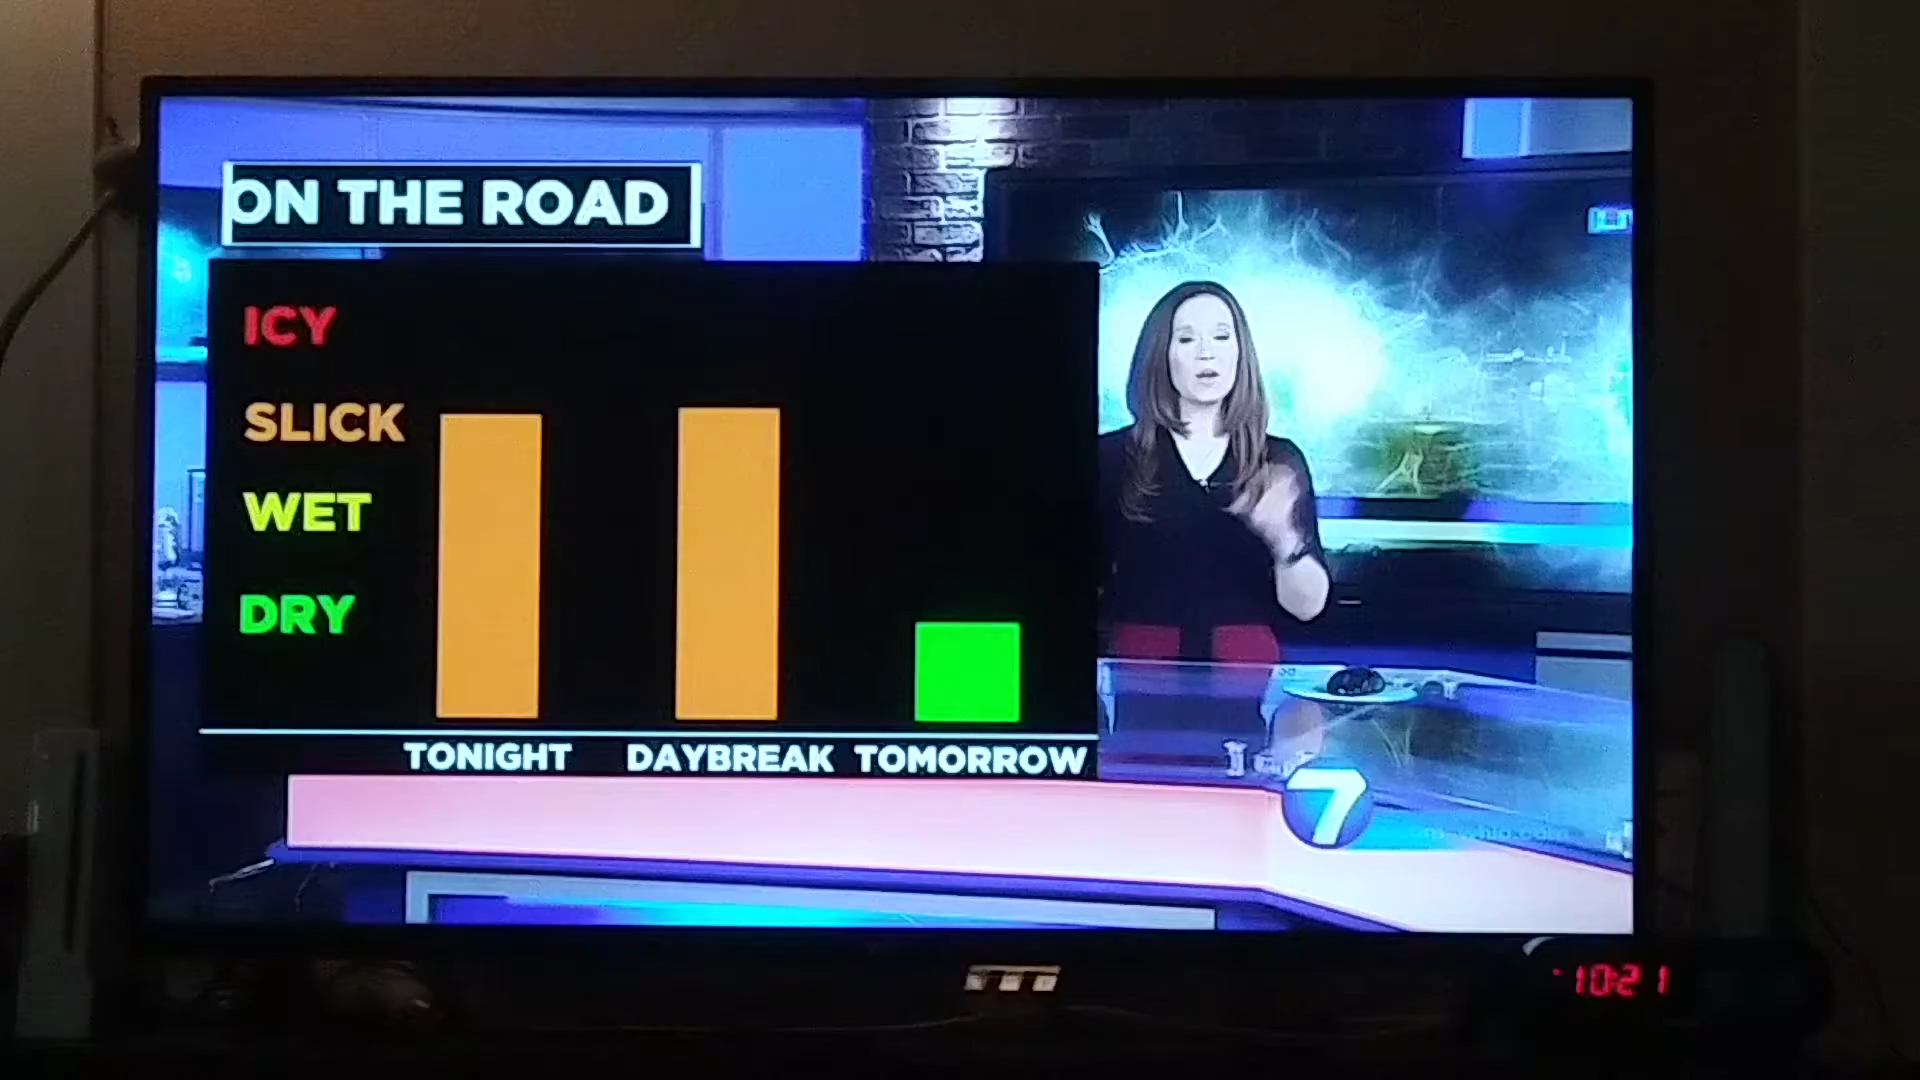 ON THE ROAD
ICY
SLICK
WET
DRY
TONIGHT DAYBREAK TOMORROW
7
10:21